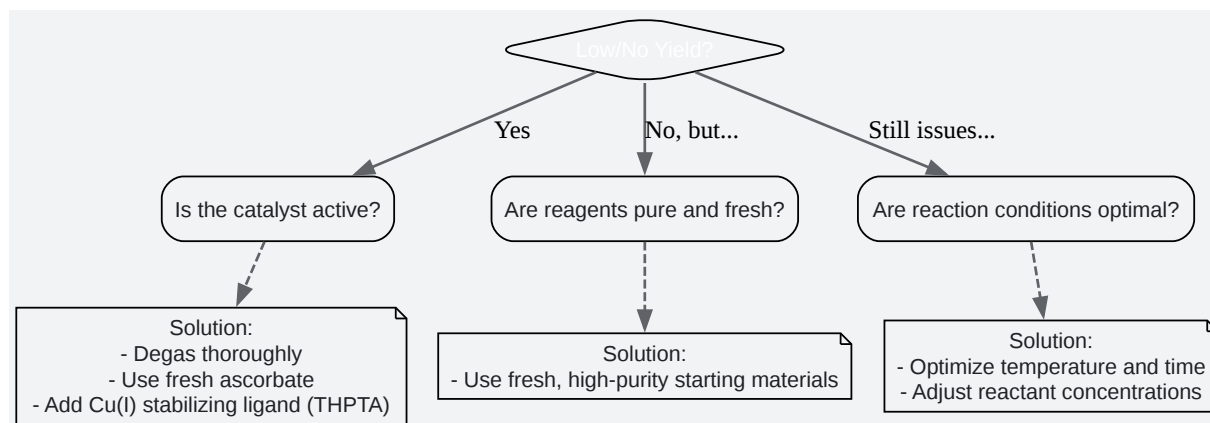 Low/No Yield?
Yes
No, but...
Still issues...
Is the catalyst active?
Are reagents pure and fresh?
Are reaction conditions optimal?
Solution:
- Degas thoroughly
- Use fresh ascorbate
- Add Cu(I) stabilizing ligand (THPTA)
Solution:
- Use fresh, high-purity starting materials
Solution:
- Optimize temperature and time
- Adjust reactant concentrations